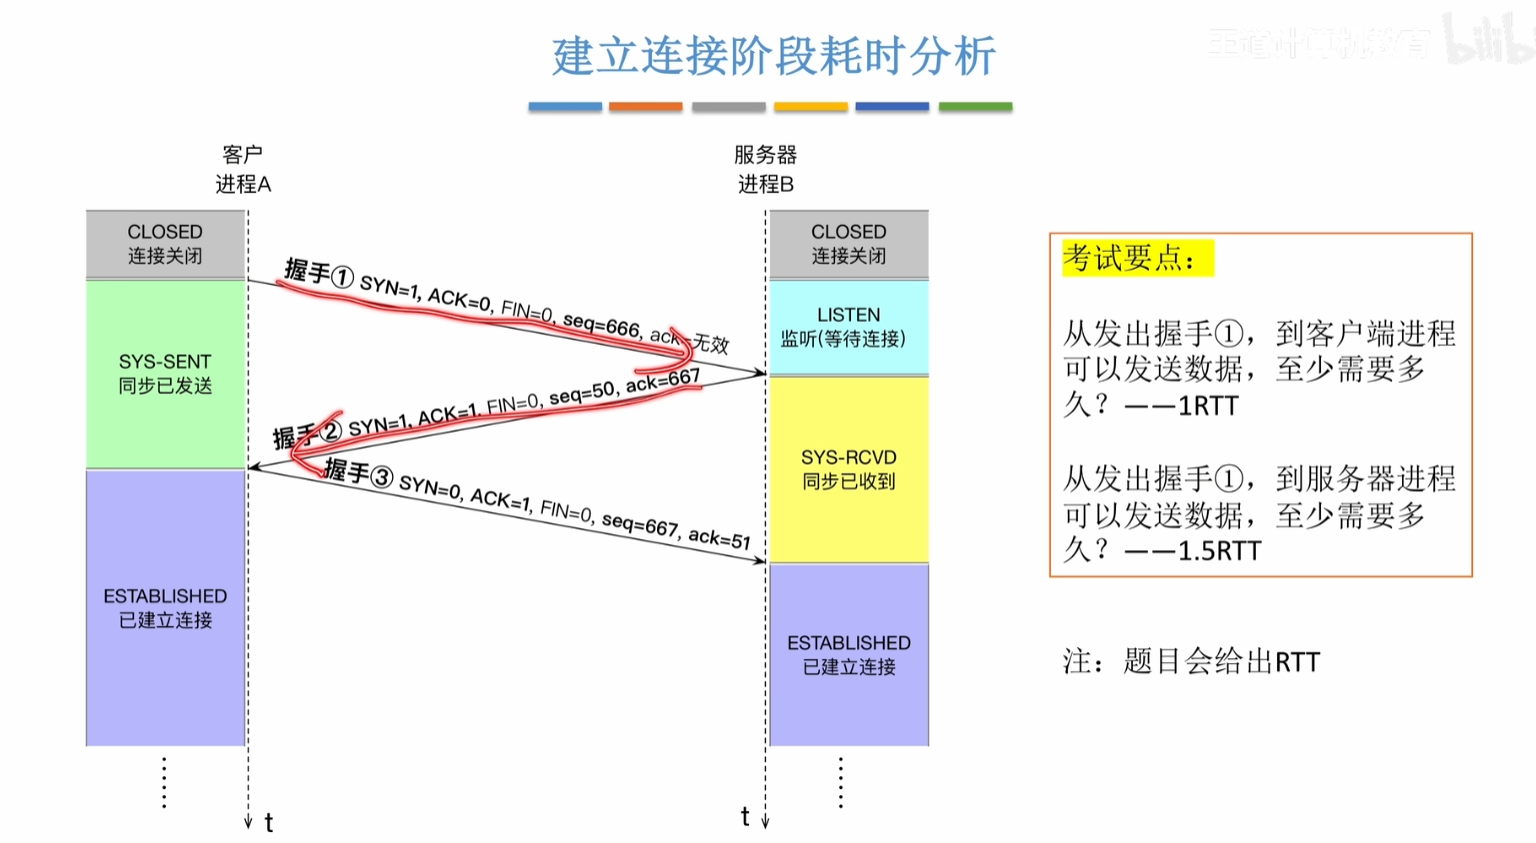 王道计算机教育 bilibili
建立连接阶段耗时分析
客户
进程A
服务器
进程B
CLOSED
连接关闭
SYS-SENT
同步已发送
ESTABLISHED
已建立连接
握手① SYN=1, ACK=0, FIN=0, seq=666, ack=无效
握手② SYN=1, ACK=1, FIN=0, seq=50, ack=667
握手③ SYN=0, ACK=1, FIN=0, seq=667, ack=51
CLOSED
连接关闭
LISTEN
监听(等待连接)
SYS-RCVD
同步已收到
ESTABLISHED
已建立连接
t
t
考试要点：
从发出握手①，到客户端进程
可以发送数据，至少需要多
久？——1RTT
从发出握手①，到服务器进程
可以发送数据，至少需要多
久？——1.5RTT
注：题目会给出RTT